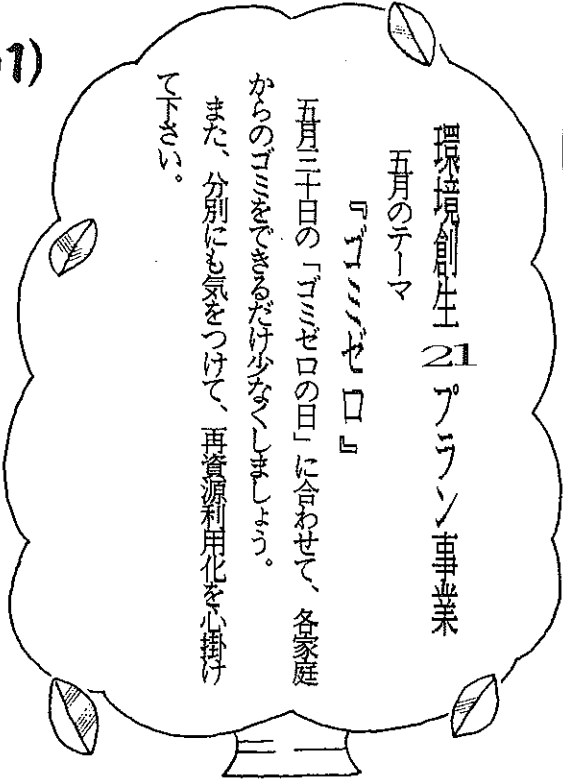 環境創生21プラン事業
五月のテーマ
『ゴミゼロ』
五月三十日の「ゴミゼロの日」に合わせて、各家庭
からのゴミをできるだけ少なくしましょう。
また、分別にも気をつけて、再資源利用化を心掛け
て下さい。
1)